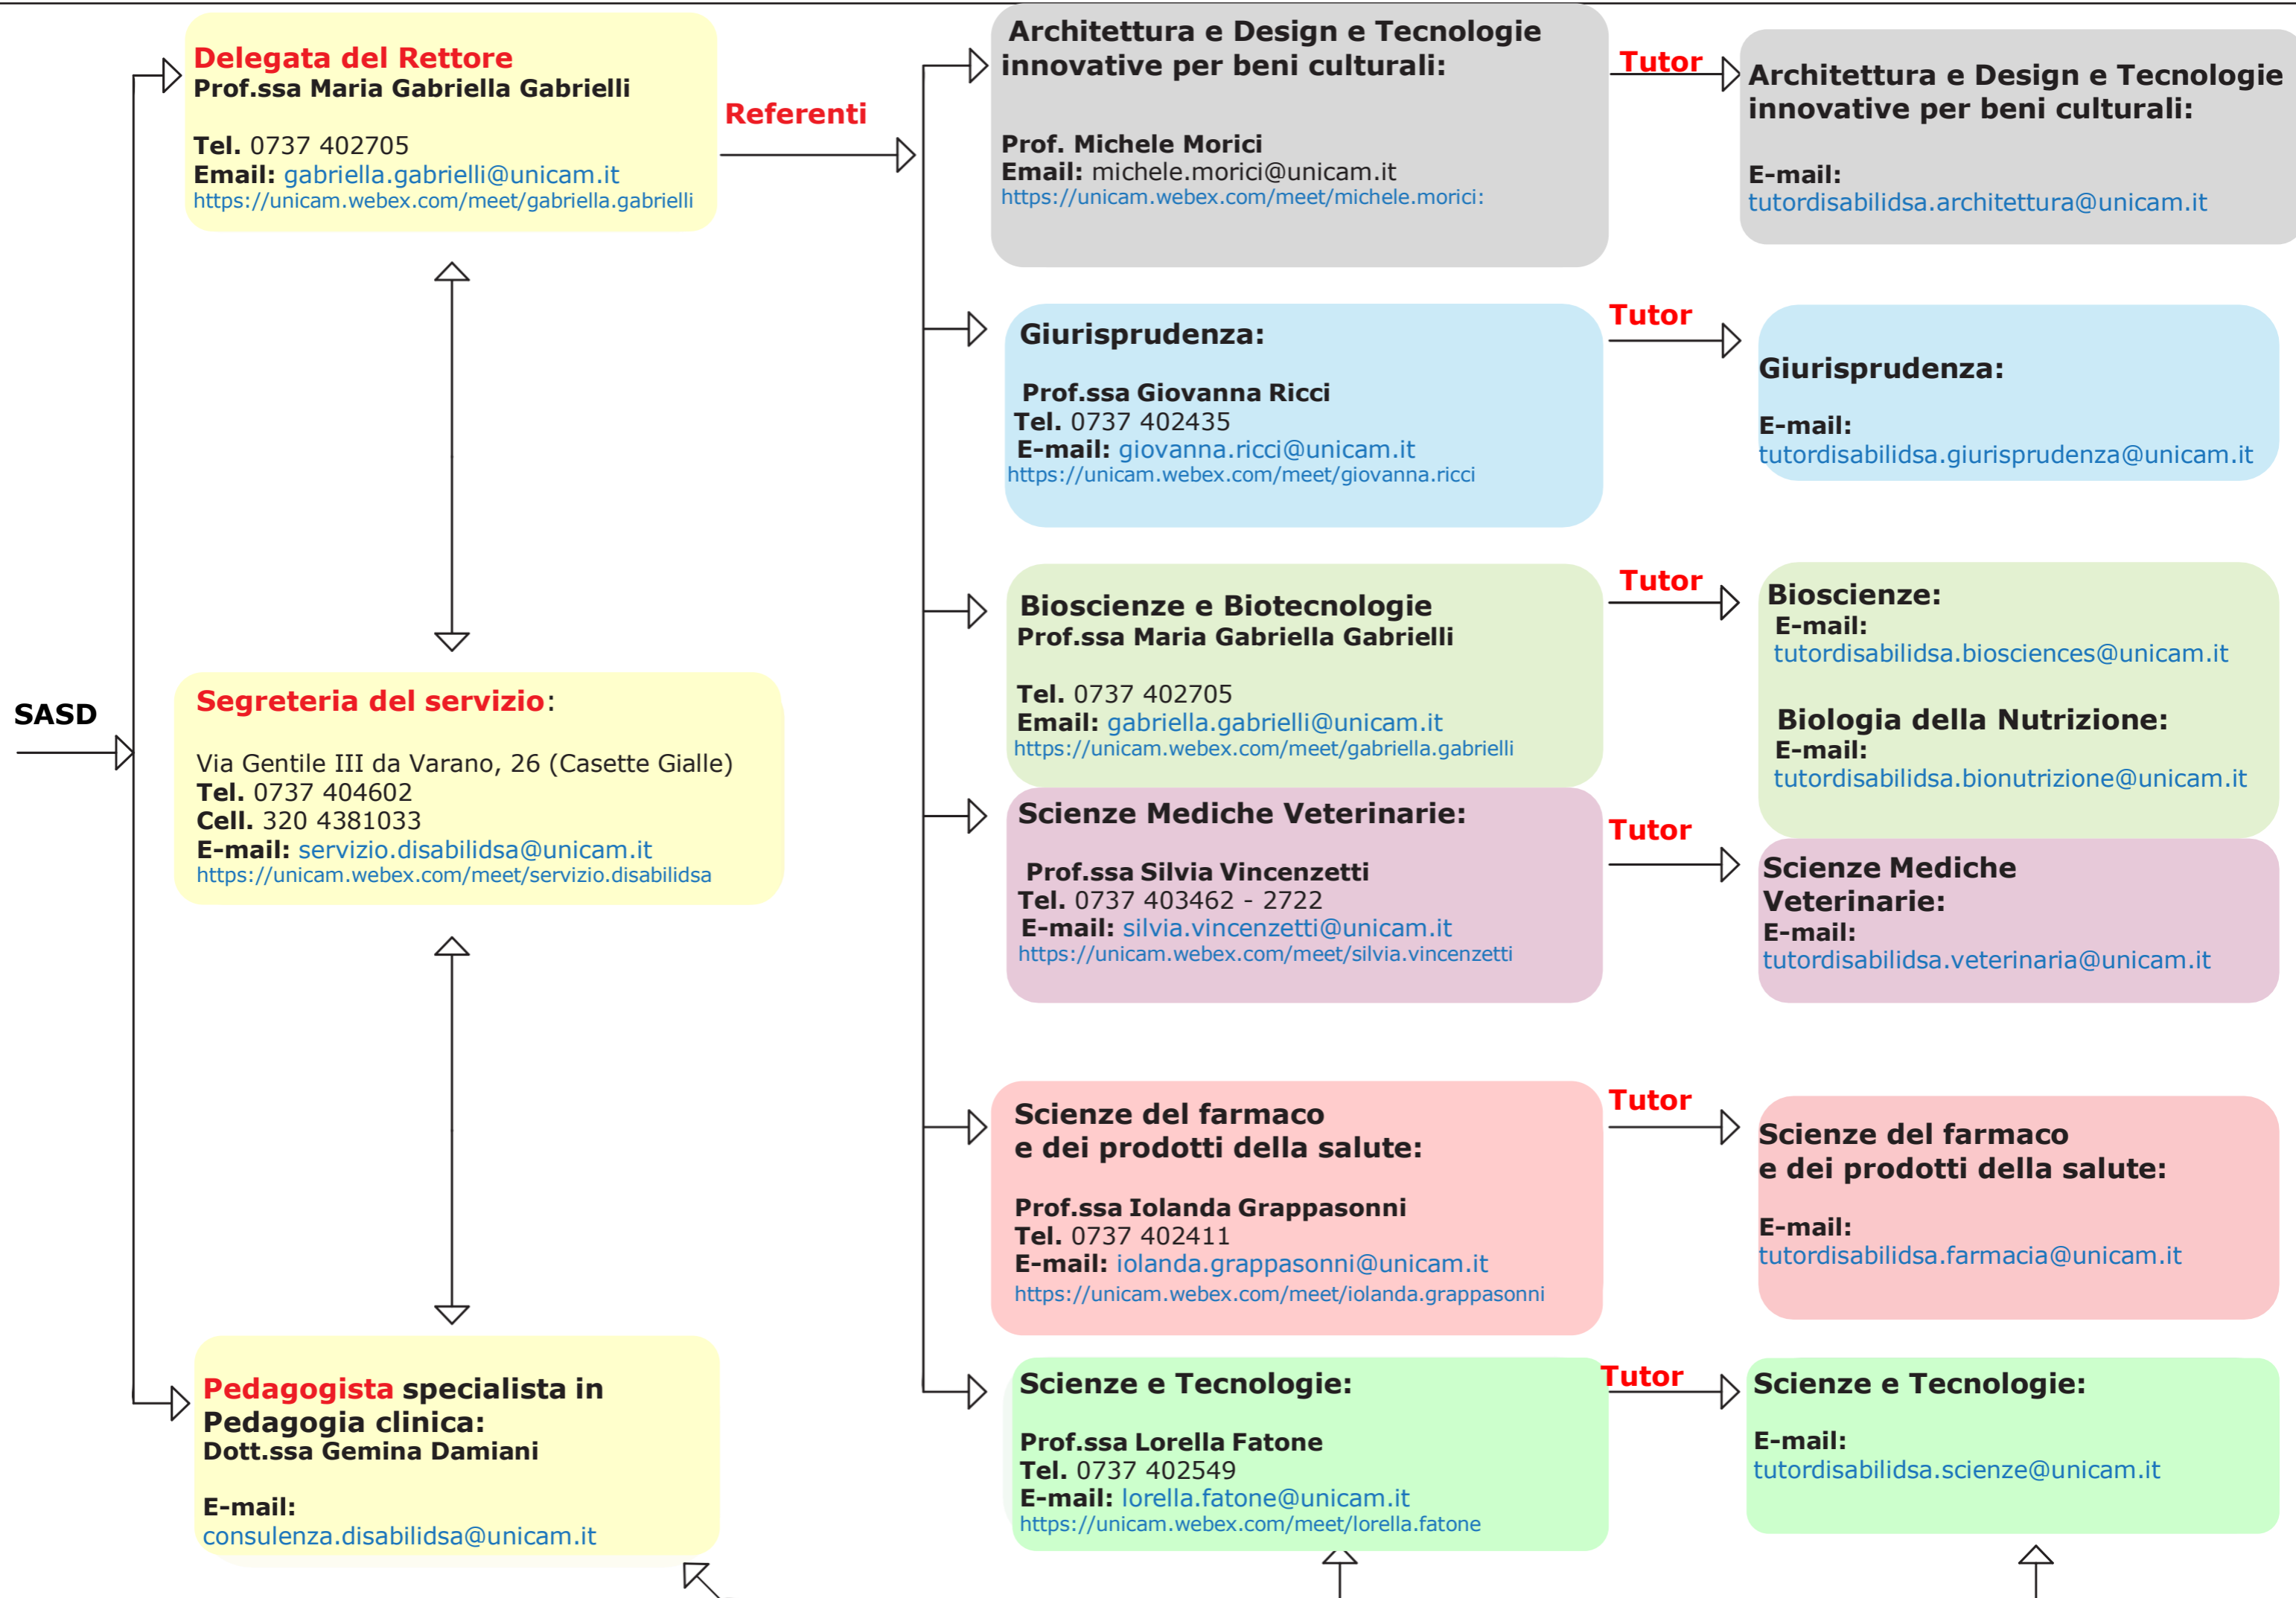 SASD
Delegata del Rettore
Prof.ssa Maria Gabriella Gabrielli
Tel. 0737 402705
Email: gabriella.gabrielli@unicam.it
https://unicam.webex.com/meet/gabriella.gabrielli
Segreteria del servizio:
Via Gentile III da Varano, 26 (Casette Gialle)
Tel. 0737 404602
Cell. 320 4381033
E-mail: servizio.disabilidsa@unicam.it
https://unicam.webex.com/meet/servizio.disabilidsa
Pedagogista specialista in
Pedagogia clinica:
Dott.ssa Gemina Damiani
E-mail:
consulenza.disabilidsa@unicam.it
Referenti
Architettura e Design e Tecnologie
innovative per beni culturali:
Prof. Michele Morici
Email: michele.morici@unicam.it
https://unicam.webex.com/meet/michele.morici:
Tutor
Architettura e Design e Tecnologie
innovative per beni culturali:
E-mail:
tutordisabilidsa.architettura@unicam.it
Giurisprudenza:
Prof.ssa Giovanna Ricci
Tel. 0737 402435
E-mail: giovanna.ricci@unicam.it
https://unicam.webex.com/meet/giovanna.ricci
Tutor
Giurisprudenza:
E-mail:
tutordisabilidsa.giurisprudenza@unicam.it
Bioscienze e Biotecnologie
Prof.ssa Maria Gabriella Gabrielli
Tel. 0737 402705
Email: gabriella.gabrielli@unicam.it
https://unicam.webex.com/meet/gabriella.gabrielli
Tutor
Bioscienze:
E-mail:
tutordisabilidsa.biosciences@unicam.it
Biologia della Nutrizione:
E-mail:
tutordisabilidsa.bionutrizione@unicam.it
Scienze Mediche Veterinarie:
Prof.ssa Silvia Vincenzetti
Tel. 0737 403462 - 2722
E-mail: silvia.vincenzetti@unicam.it
https://unicam.webex.com/meet/silvia.vincenzetti
Tutor
Scienze Mediche
Veterinarie:
E-mail:
tutordisabilidsa.veterinaria@unicam.it
Scienze del farmaco
e dei prodotti della salute:
Prof.ssa Iolanda Grappasonni
Tel. 0737 402411
E-mail: iolanda.grappasonni@unicam.it
https://unicam.webex.com/meet/iolanda.grappasonni
Tutor
Scienze del farmaco
e dei prodotti della salute:
E-mail:
tutordisabilidsa.farmacia@unicam.it
Scienze e Tecnologie:
Prof.ssa Lorella Fatone
Tel. 0737 402549
E-mail: lorella.fatone@unicam.it
https://unicam.webex.com/meet/lorella.fatone
Tutor
Scienze e Tecnologie:
E-mail:
tutordisabilidsa.scienze@unicam.it